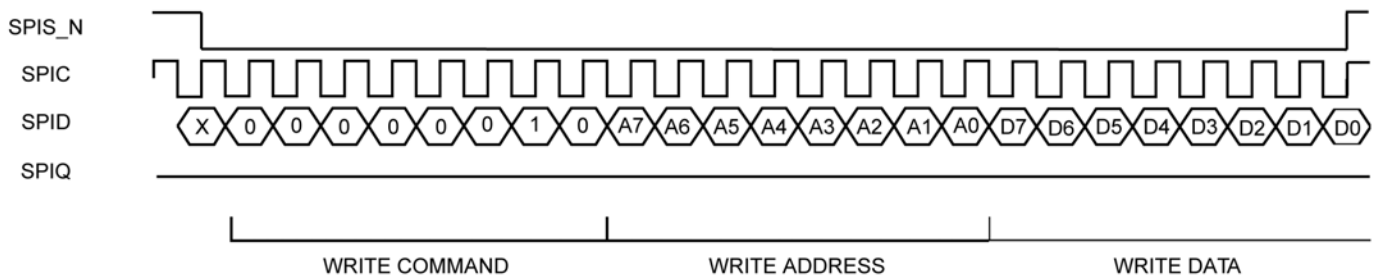 SPIS_N
SPIC
SPID X 0 0 0 0 0 0 1 0 A7 A6 A5 A4 A3 A2 A1 A0 D7 D6 D5 D4 D3 D2 D1 D0
SPIQ
WRITE COMMAND WRITE ADDRESS WRITE DATA